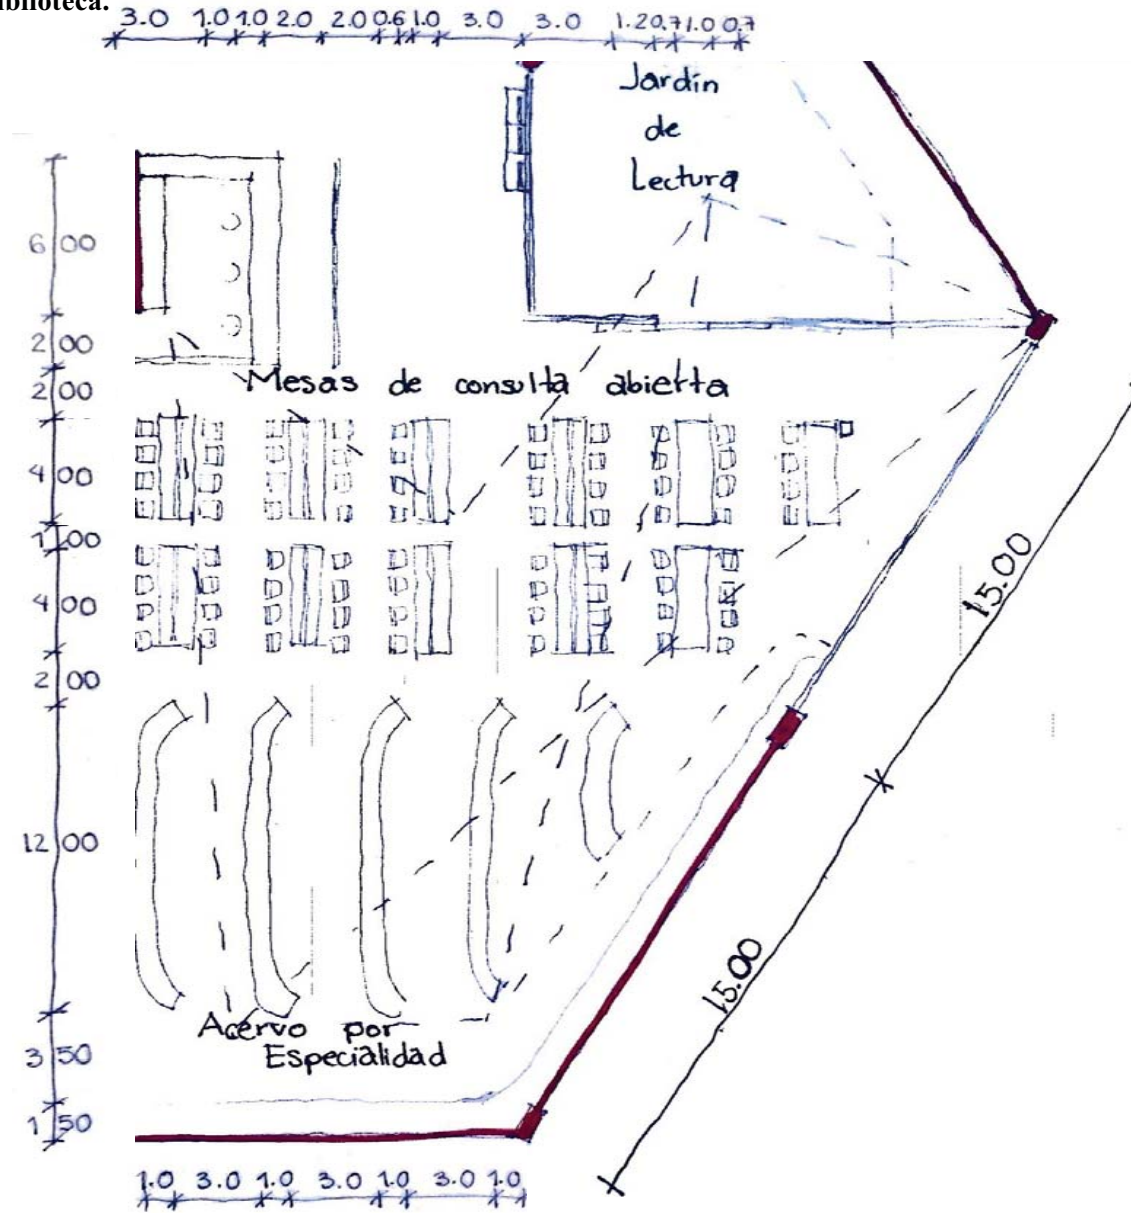 blioteca.
3.0 1.0 1.0 2.0 2.0 0.6 1.0 3.0 3.0 1.2 0.7 1.0 0.7
Jardín
de
Lectura
6 00
2 00
2 00
Mesas de consulta abierta
4 00
1 00
4 00
2 00
15.00
12 00
15.00
Acervo por
Especialidad
3 50
1 50
1.0 3.0 1.0 3.0 1.0 3.0 1.0